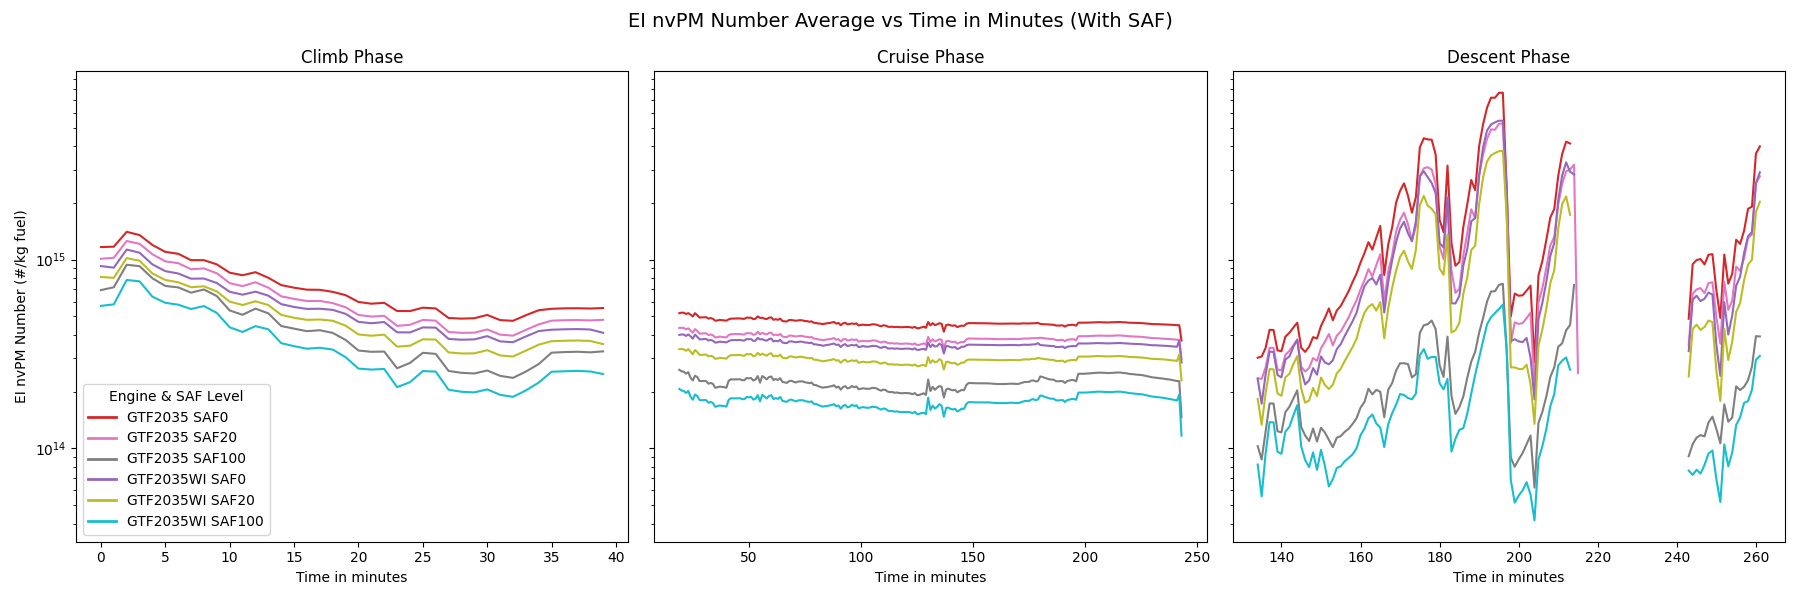 EI nvPM Number Average vs Time in Minutes (With SAF)
Climb Phase
Cruise Phase
Descent Phase
EI nvPM Number (#/kg fuel)
10^15
10^14
Engine & SAF Level
GTF2035 SAF0
GTF2035 SAF20
GTF2035 SAF100
GTF2035WI SAF0
GTF2035WI SAF20
GTF2035WI SAF100
0 5 10 15 20 25 30 35 40
50 100 150 200 250
140 160 180 200 220 240 260
Time in minutes
Time in minutes
Time in minutes